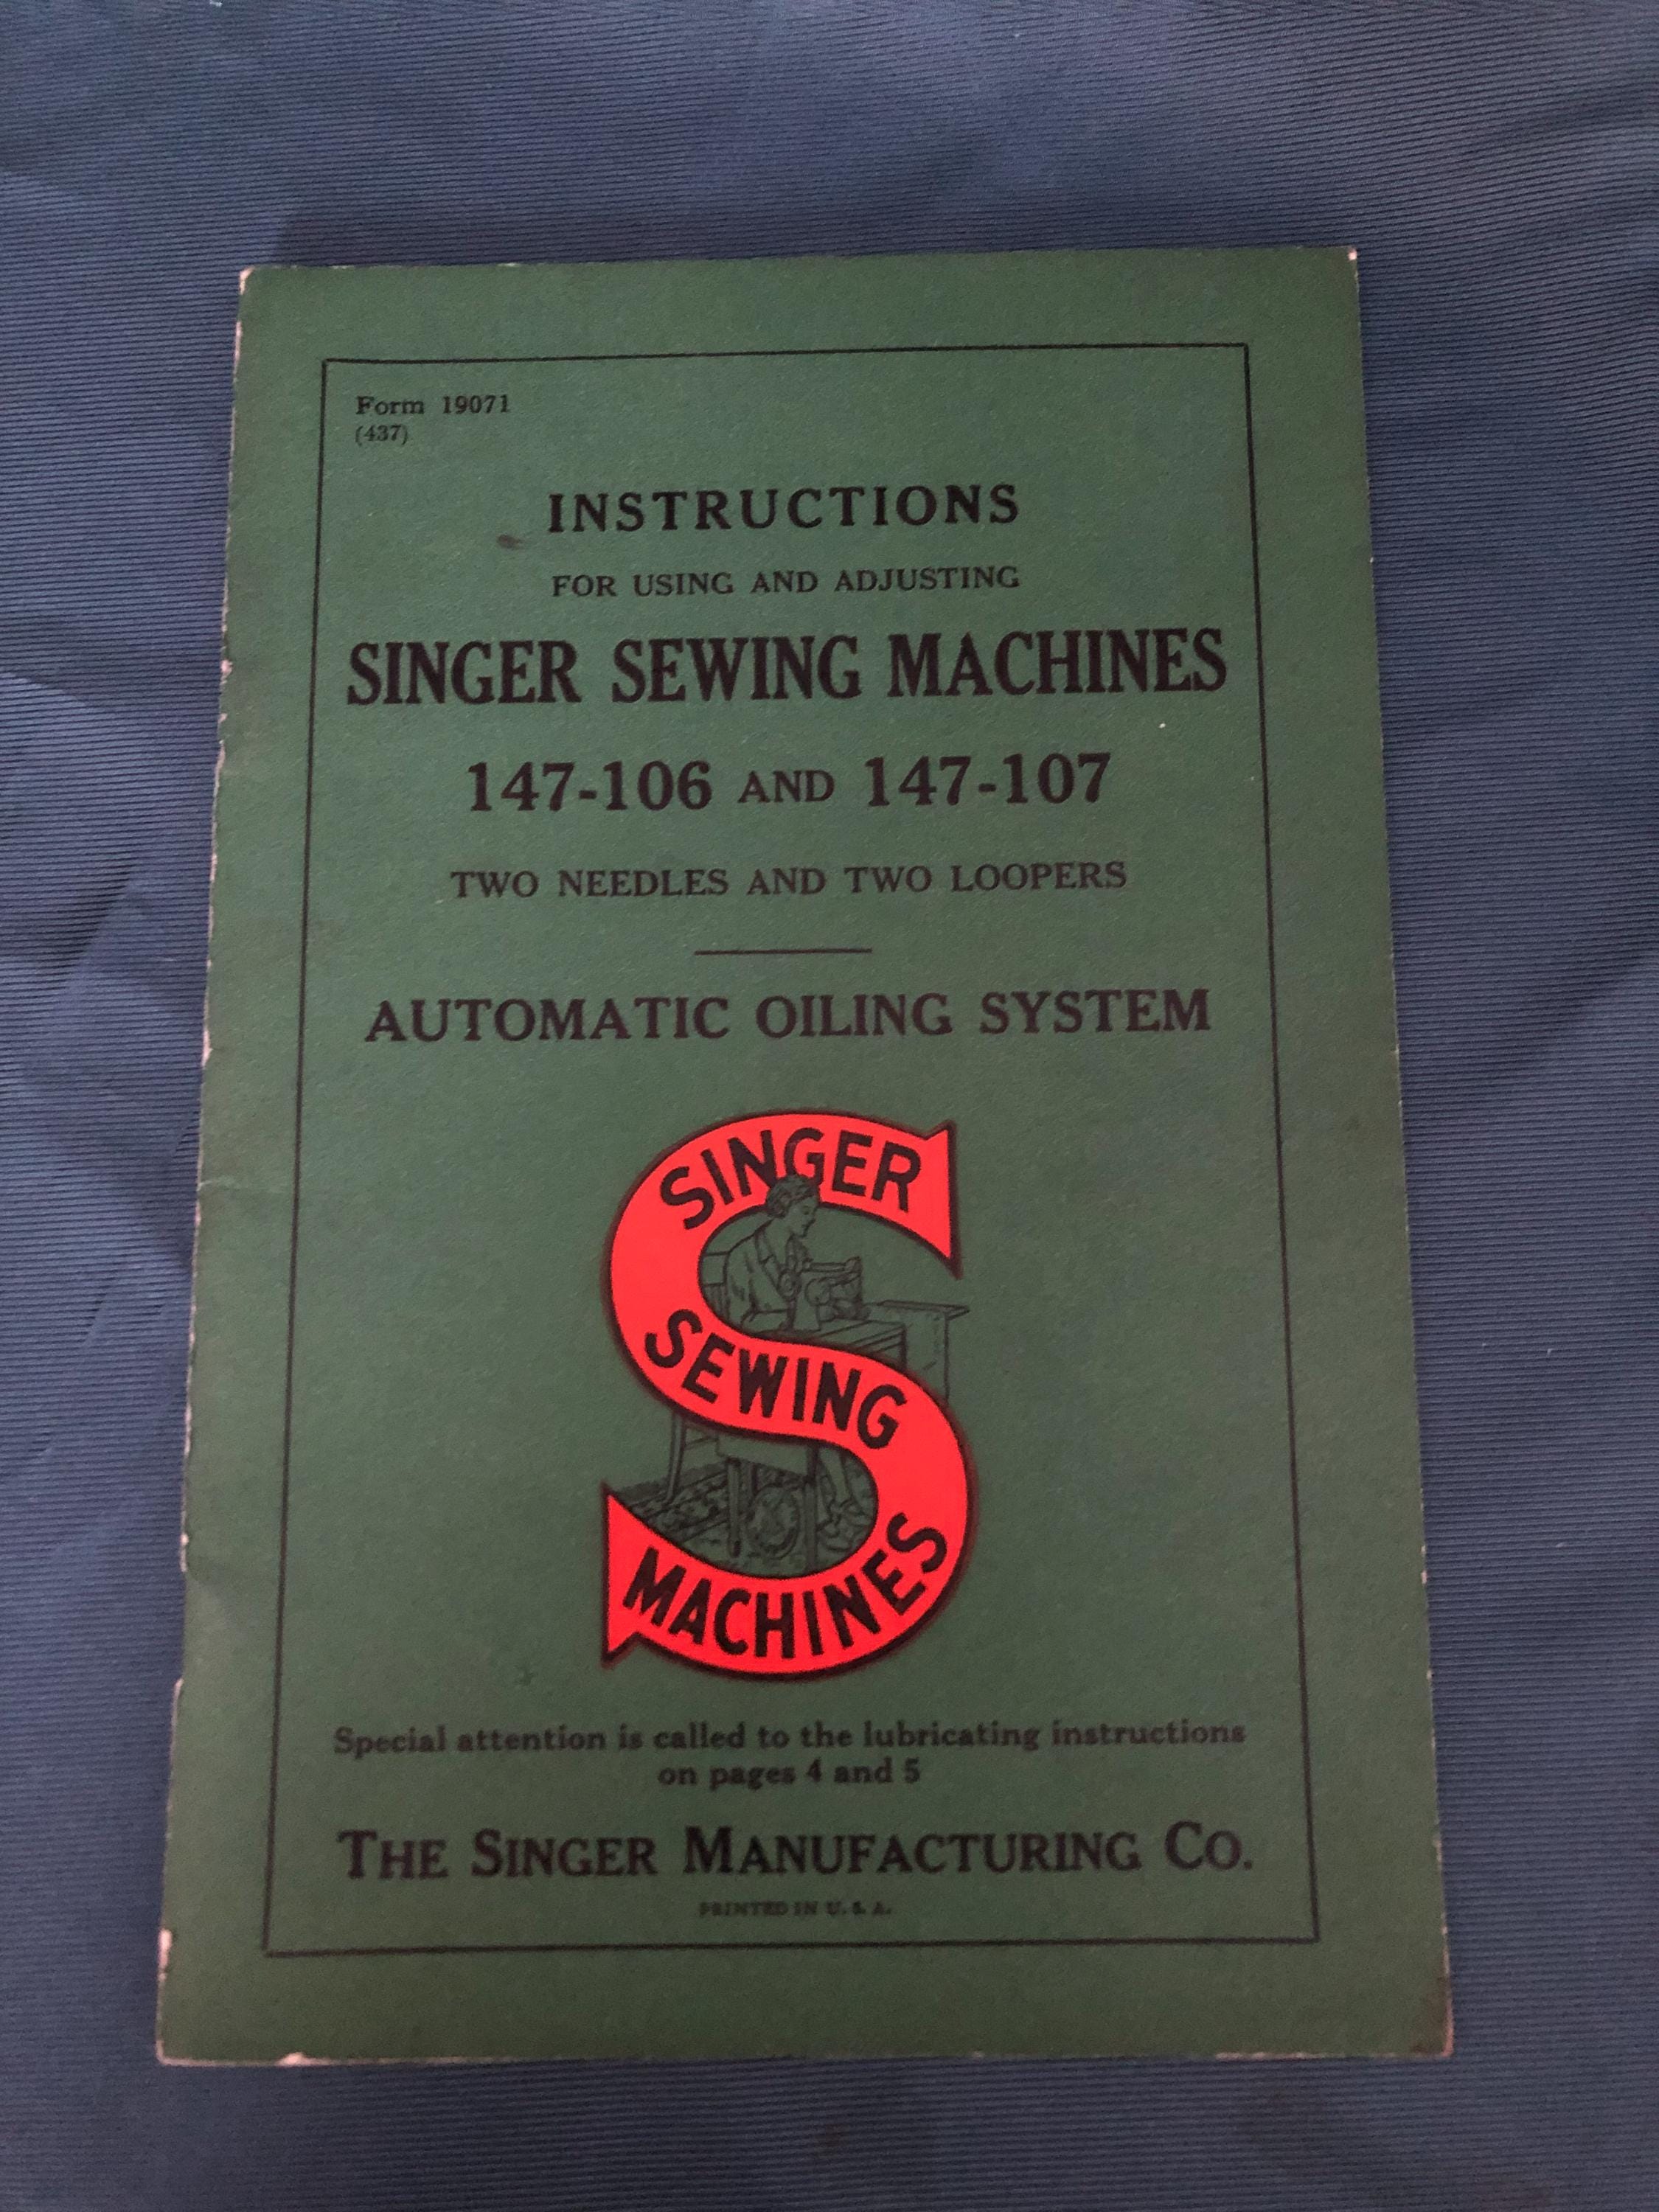 Form 19071
(437)
INSTRUCTIONS
FOR USING AND ADJUSTING
SINGER SEWING MACHINES
147-106 AND 147-107
TWO NEEDLES AND TWO LOOPERS
AUTOMATIC OILING SYSTEM
SINGER
SEWING
MACHINES
Special attention is called to the lubricating instructions
on pages 4 and 5
THE SINGER MANUFACTURING CO.
PRINTED IN U. S. A.